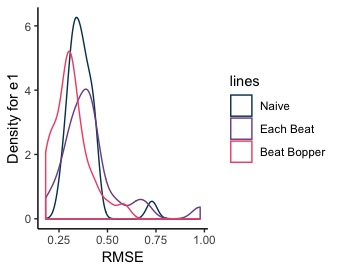 Density for e1
6
4
2
0
0.25
0.50
0.75
1.00
RMSE
lines
Naive
Each Beat
Beat Bopper